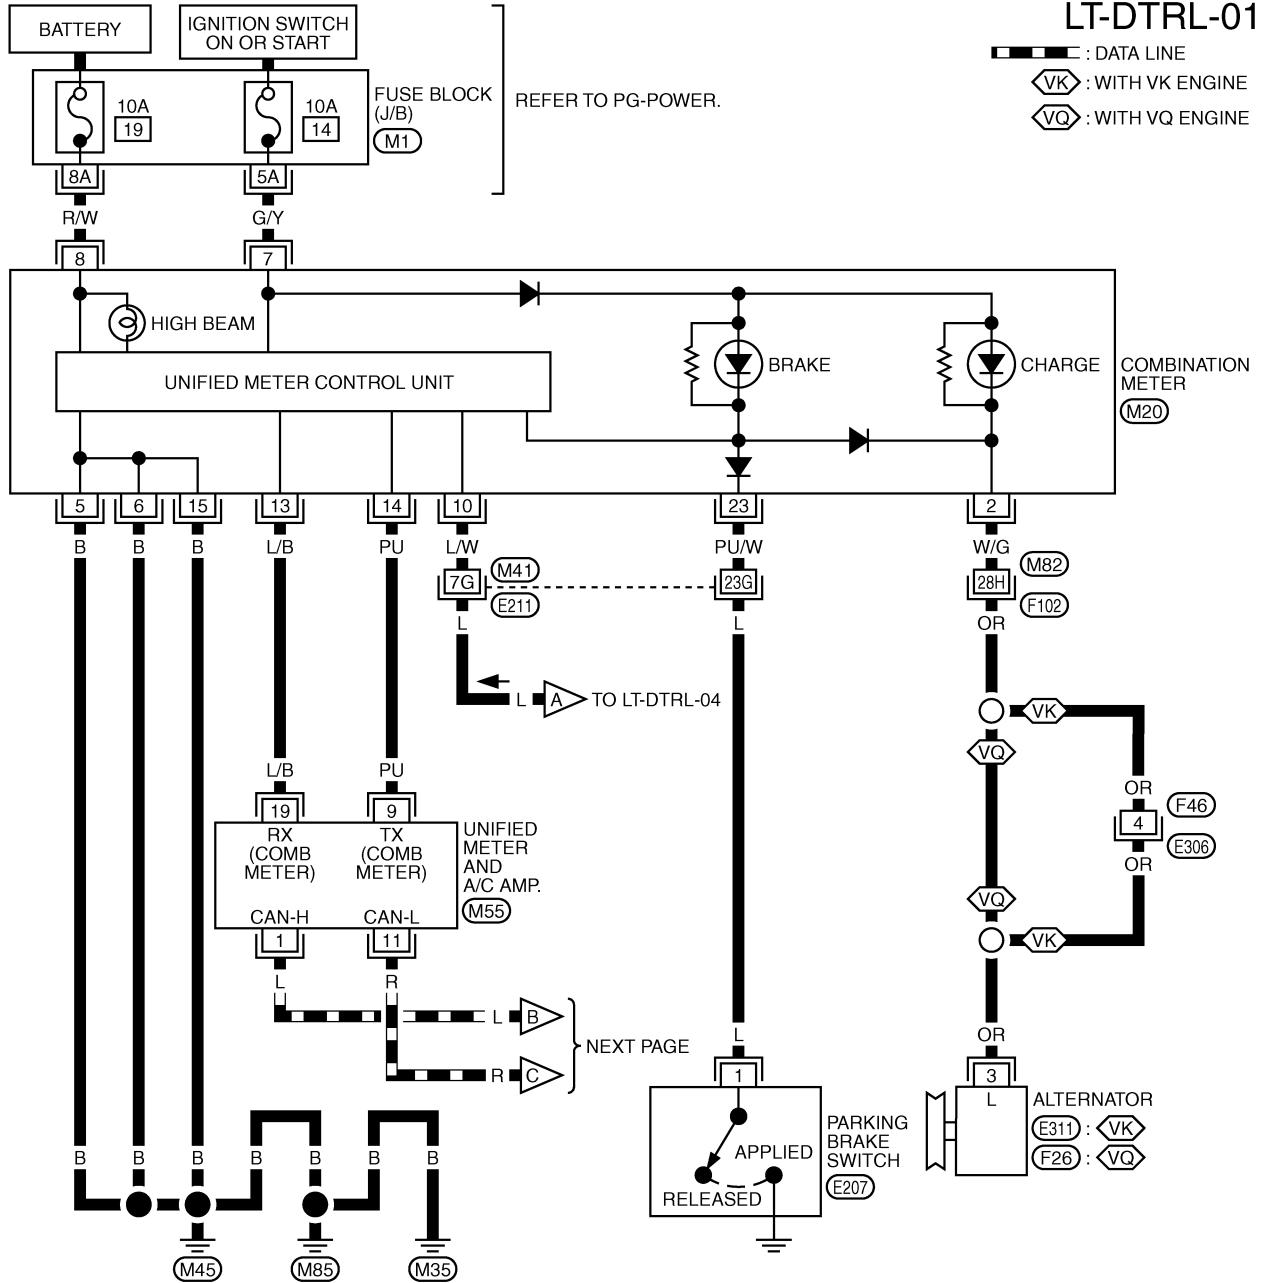 LT-DTRL-01
: DATA LINE
VK : WITH VK ENGINE
VQ : WITH VQ ENGINE
BATTERY
IGNITION SWITCH
ON OR START
10A
19
10A
14
FUSE BLOCK
(J/B)
M1
REFER TO PG-POWER.
8A
5A
R/W
G/Y
8
7
HIGH BEAM
UNIFIED METER CONTROL UNIT
BRAKE
CHARGE
COMBINATION
METER
M20
5
6
15
13
14
10
23
2
B
B
B
L/B
PU
L/W
PU/W
W/G
7G
M41
E211
23G
28H
M82
F102
L
L
OR
L
A
TO LT-DTRL-04
VK
VQ
OR
4
F46
E306
OR
VQ
VK
L/B
PU
19
9
RX
(COMB
METER)
TX
(COMB
METER)
UNIFIED
METER
AND
A/C AMP.
M55
CAN-H
CAN-L
1
11
L
R
L
B
R
C
NEXT PAGE
L
OR
1
3
L
ALTERNATOR
E311 : VK
F26 : VQ
APPLIED
RELEASED
PARKING
BRAKE
SWITCH
E207
B
B
B
B
B
B
B
M45
M85
M35